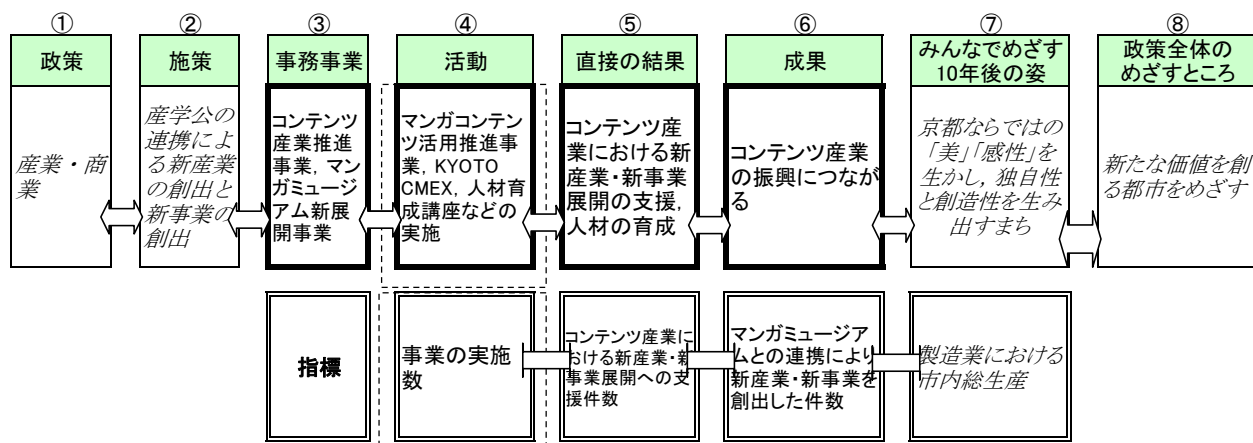 ①
②
③
④
⑤
⑥
⑦
⑧
政策
施策
事務事業
活動
直接の結果
成果
みんなでめざす
10年後の姿
政策全体の
めざすところ
産業・商
業
産学公の
連携によ
る新産業
の創出と
新事業の
創出
コンテンツ
産業推進
事業，マン
ガミュージ
アム新展
開事業
マンガコンテン
ツ活用推進事
業，KYOTO
CMEX，人材育
成講座などの
実施
コンテンツ産
業における新
産業・新事業
展開の支援，
人材の育成
コンテンツ産業
の振興につなが
る
京都ならではの
「美」「感性」を
生かし，独自性
と創造性を生み
出すまち
新たな価値を創
る都市をめざす
指標
事業の実施
数
コンテンツ産業に
おける新産業・新
事業展開への支
援件数
マンガミュージア
ムとの連携により
新産業・新事業を
創出した件数
製造業における
市内総生産